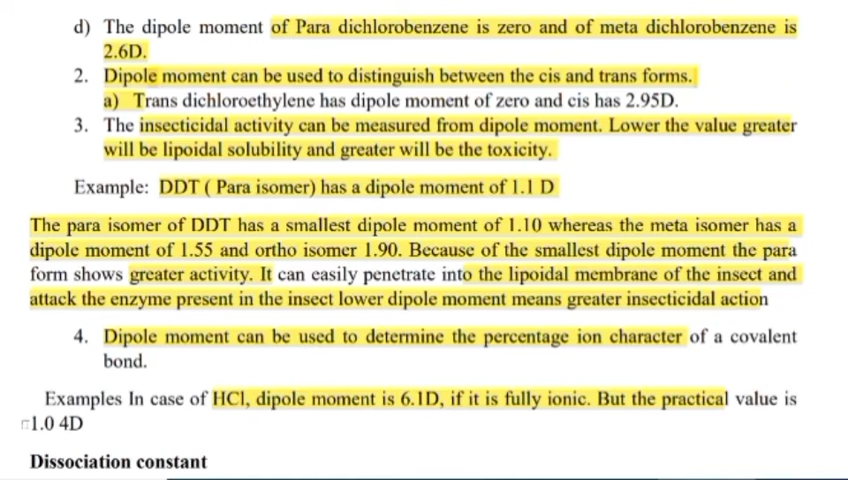 d) The dipole moment of Para dichlorobenzene is zero and of meta dichlorobenzene is
2.6D.
2. Dipole moment can be used to distinguish between the cis and trans forms.
a) Trans dichloroethylene has dipole moment of zero and cis has 2.95D.
3. The insecticidal activity can be measured from dipole moment. Lower the value greater
will be lipoidal solubility and greater will be the toxicity.
Example: DDT ( Para isomer) has a dipole moment of 1.1 D
The para isomer of DDT has a smallest dipole moment of 1.10 whereas the meta isomer has a
dipole moment of 1.55 and ortho isomer 1.90. Because of the smallest dipole moment the para
form shows greater activity. It can easily penetrate into the lipoidal membrane of the insect and
attack the enzyme present in the insect lower dipole moment means greater insecticidal action
4. Dipole moment can be used to determine the percentage ion character of a covalent
bond.
Examples In case of HCl, dipole moment is 6.1D, if it is fully ionic. But the practical value is
1.0 4D
Dissociation constant